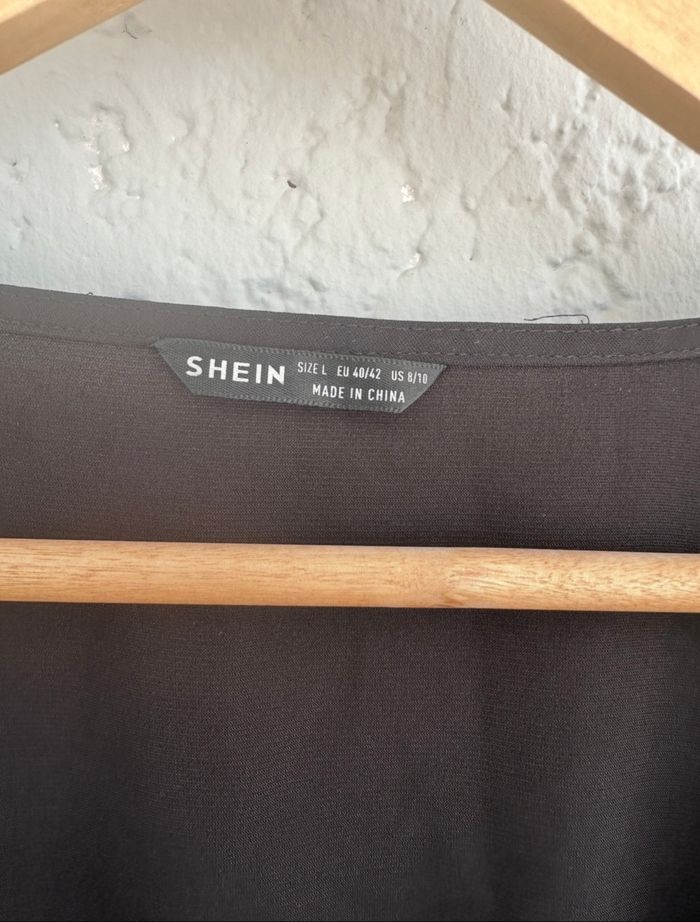 SHEIN SIZE L EU 40/42 US 8/10
MADE IN CHINA